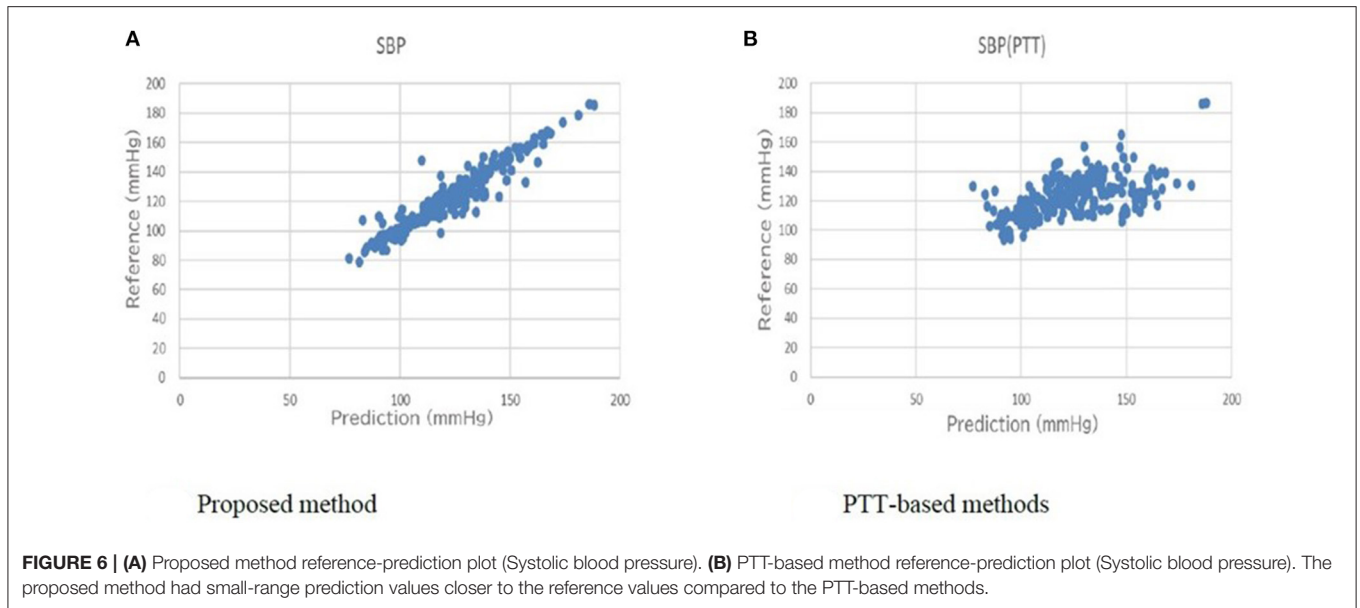 A
SBP
200
180
160
140
120
100
80
60
40
20
0
Reference (mmHg)
0
50
100
150
200
Prediction (mmHg)
Proposed method
B
SBP(PTT)
200
180
160
140
120
100
80
60
40
20
0
Reference (mmHg)
0
50
100
150
200
Prediction (mmHg)
PTT-based methods
FIGURE 6 | (A) Proposed method reference-prediction plot (Systolic blood pressure). (B) PTT-based method reference-prediction plot (Systolic blood pressure). The
proposed method had small-range prediction values closer to the reference values compared to the PTT-based methods.